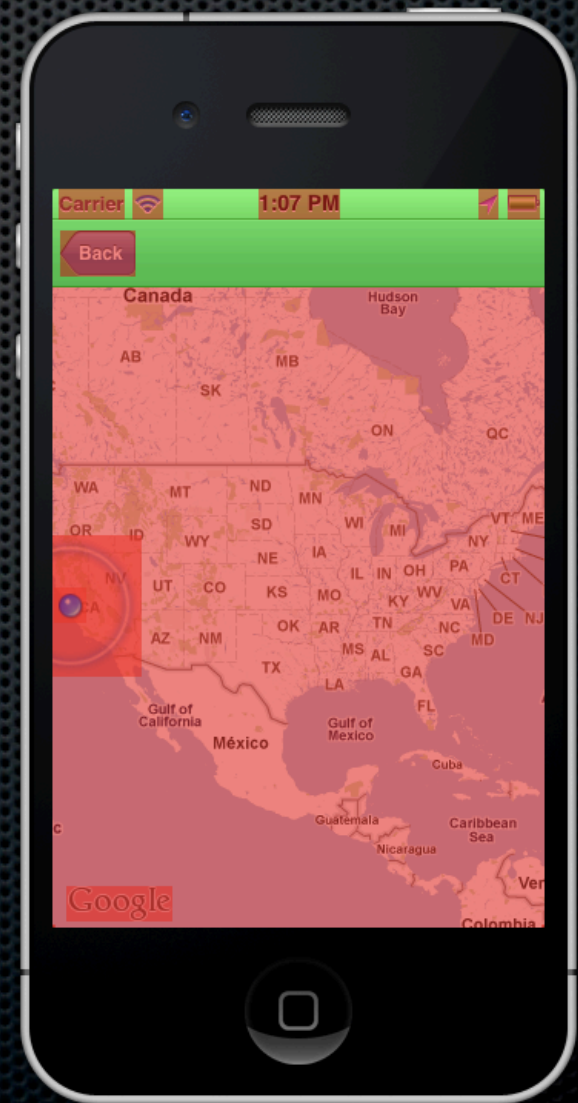 Carrier 1:07 PM
Back
Canada
Hudson
Bay
AB
MB
SK
ON
QC
WA
MT
ND
MN
OR
ID
WY
SD
WI
MI
VT
ME
NY
NE
IA
PA
NV
UT
CO
KS
MO
IL
IN
OH
WV
KY
VA
CT
CA
AZ
NM
OK
AR
TN
NC
DE
NJ
MD
TX
MS
AL
SC
GA
LA
FL
Gulf of
California
México
Gulf of
Mexico
Cuba
Guatemala
Caribbean
Sea
Nicaragua
c
Ver
Google
Colombia